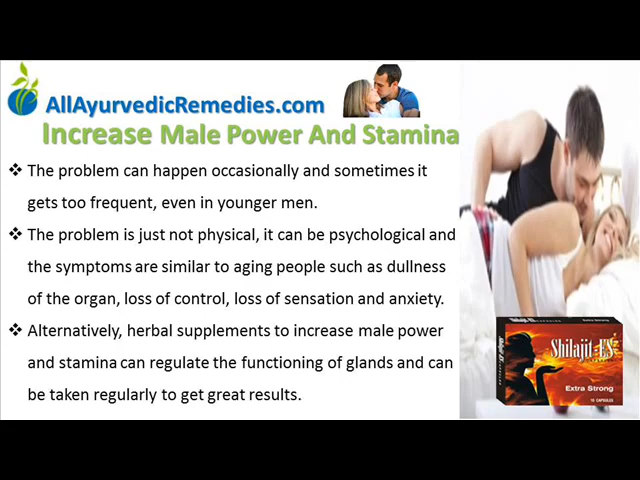 AllAyurvedicRemedies.com
Increase Male Power And Stamina
❖ The problem can happen occasionally and sometimes it
gets too frequent, even in younger men.
❖ The problem is just not physical, it can be psychological and
the symptoms are similar to aging people such as dullness
of the organ, loss of control, loss of sensation and anxiety.
❖ Alternatively, herbal supplements to increase male power
and stamina can regulate the functioning of glands and can
be taken regularly to get great results.
Shilajit ES
Extra Strong
10 CAPSULES